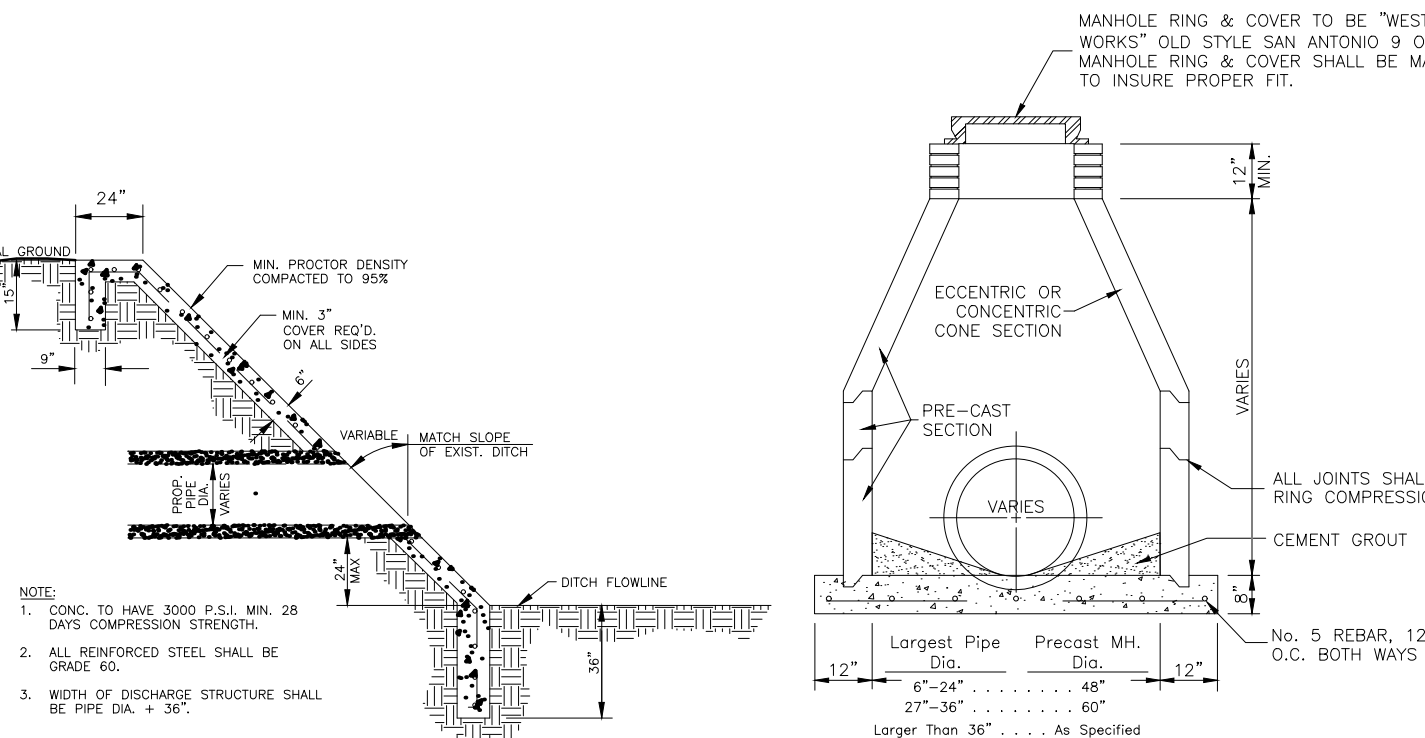 24"
AL GROUND
15"
9"
MIN. PROCTOR DENSITY
COMPACTED TO 95%
MIN. 3"
COVER REQ'D.
ON ALL SIDES
6"
VARIABLE
MATCH SLOPE
OF EXIST. DITCH
PROP.
PIPE
DIA.
VARIES
24"
MAX
DITCH FLOWLINE
36"
NOTE:
1. CONC. TO HAVE 3000 P.S.I. MIN. 28
DAYS COMPRESSION STRENGTH.
2. ALL REINFORCED STEEL SHALL BE
GRADE 60.
3. WIDTH OF DISCHARGE STRUCTURE SHALL
BE PIPE DIA. + 36".
MANHOLE RING & COVER TO BE "WEST
WORKS" OLD STYLE SAN ANTONIO 9 O
MANHOLE RING & COVER SHALL BE MA
TO INSURE PROPER FIT.
12"
MIN.
ECCENTRIC OR
CONCENTRIC
CONE SECTION
VARIES
PRE-CAST
SECTION
VARIES
ALL JOINTS SHAL
RING COMPRESSIO
CEMENT GROUT
8"
No. 5 REBAR, 12
O.C. BOTH WAYS
12"
12"
Largest Pipe Precast MH.
Dia. Dia.
6"-24" . . . . . . . . 48"
27"-36" . . . . . . . . 60"
Larger Than 36" . . . . As Specified